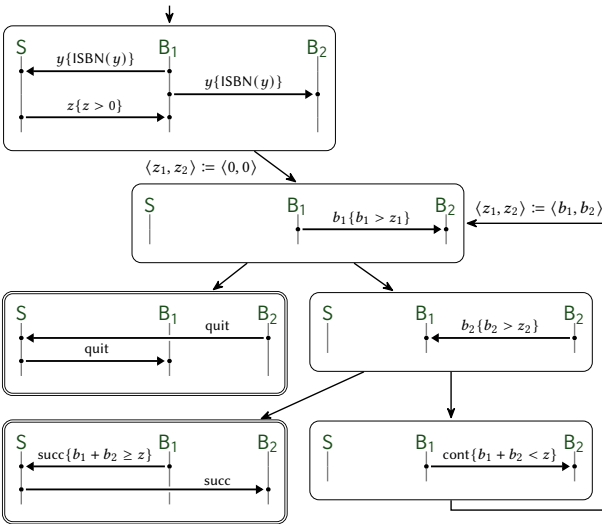 S B₁ B₂
y{ISBN(y)}
y{ISBN(y)}
z{z > 0}
⟨z₁, z₂⟩ := ⟨0, 0⟩
S B₁ B₂
b₁{b₁ > z₁}
⟨z₁, z₂⟩ := ⟨b₁, b₂⟩
S B₁ B₂
quit
quit
S B₁ B₂
b₂{b₂ > z₂}
S B₁ B₂
succ{b₁ + b₂ ≥ z}
succ
S B₁ B₂
cont{b₁ + b₂ < z}